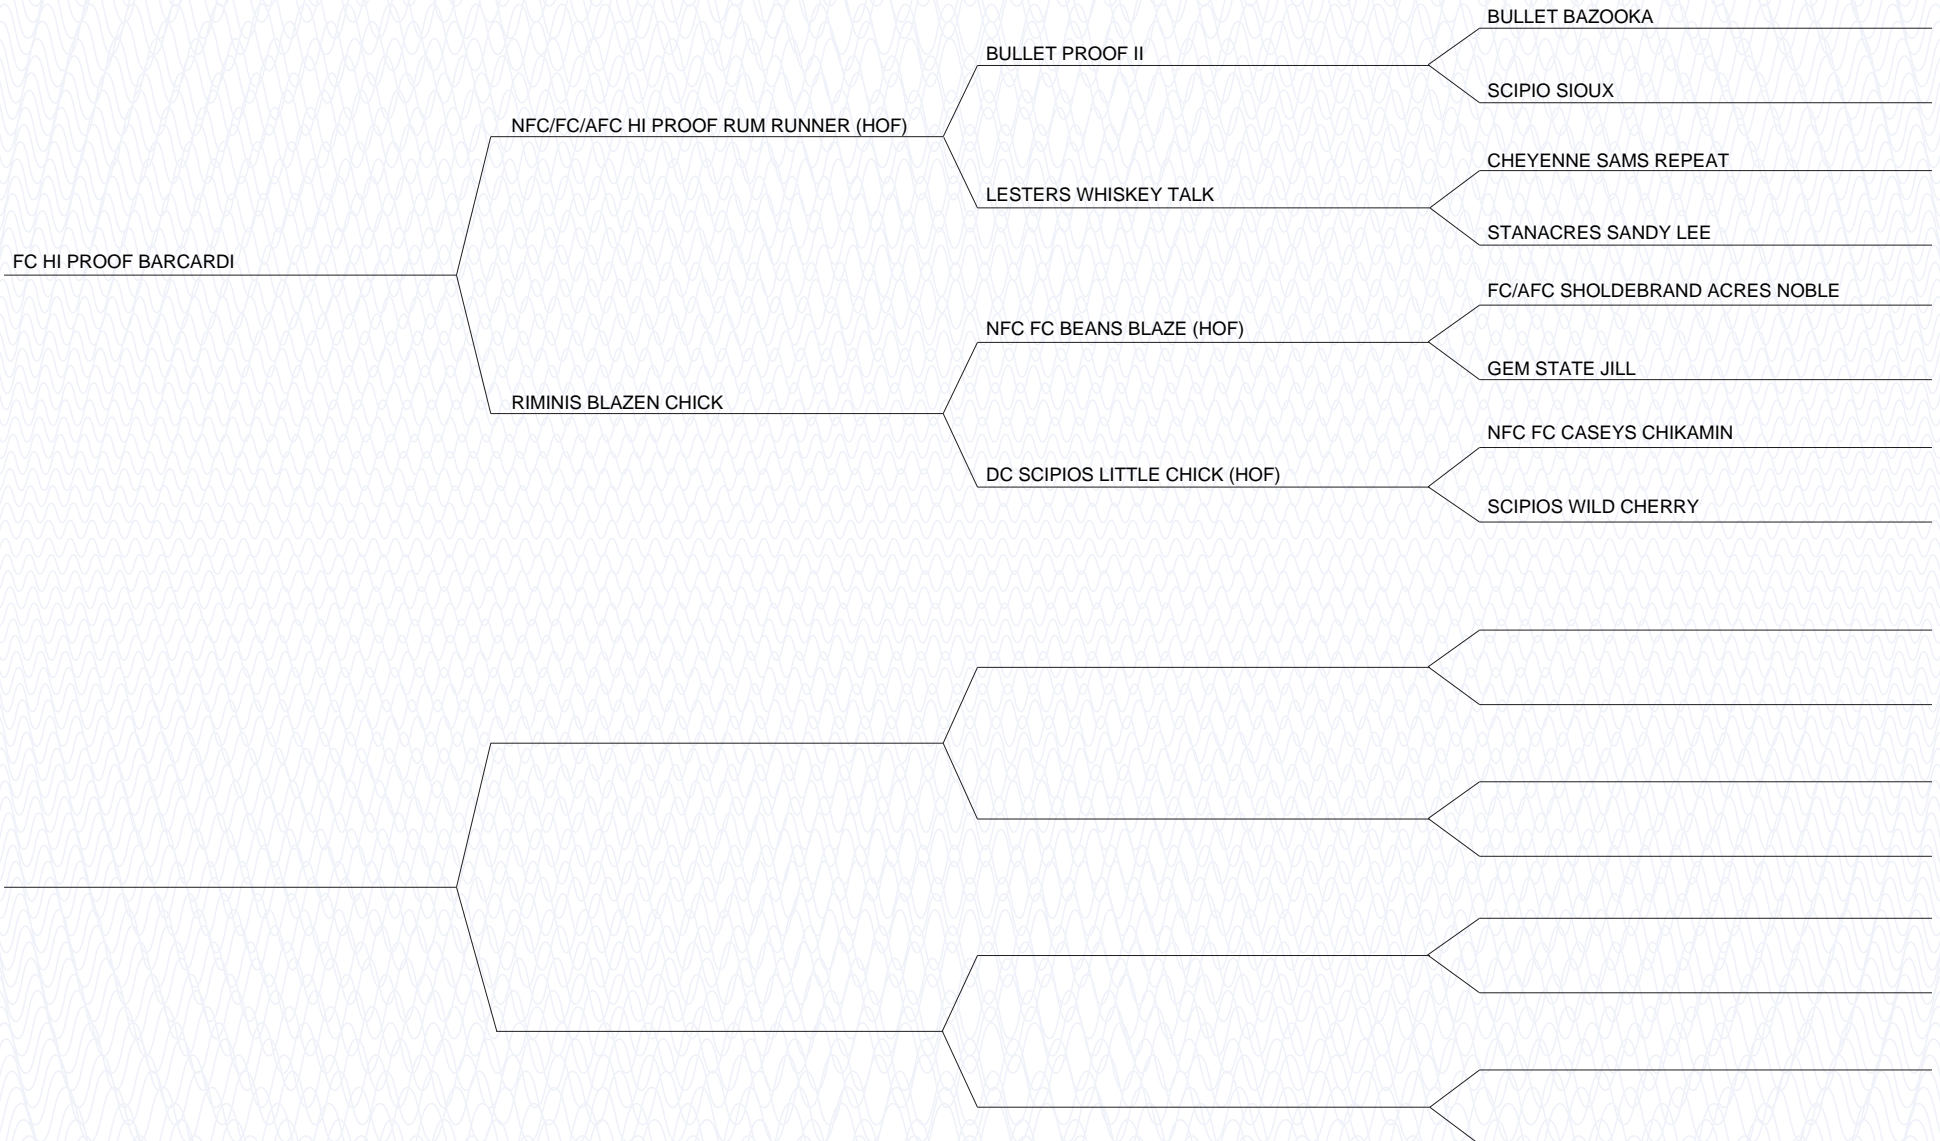 BULLET BAZOOKA
BULLET PROOF II
SCIPIO SIOUX
NFC/FC/AFC HI PROOF RUM RUNNER (HOF)
CHEYENNE SAMS REPEAT
LESTERS WHISKEY TALK
STANACRES SANDY LEE
FC HI PROOF BARCARDI
FC/AFC SHOLDEBRAND ACRES NOBLE
NFC FC BEANS BLAZE (HOF)
GEM STATE JILL
RIMINIS BLAZEN CHICK
NFC FC CASEYS CHIKAMIN
DC SCIPIOS LITTLE CHICK (HOF)
SCIPIOS WILD CHERRY